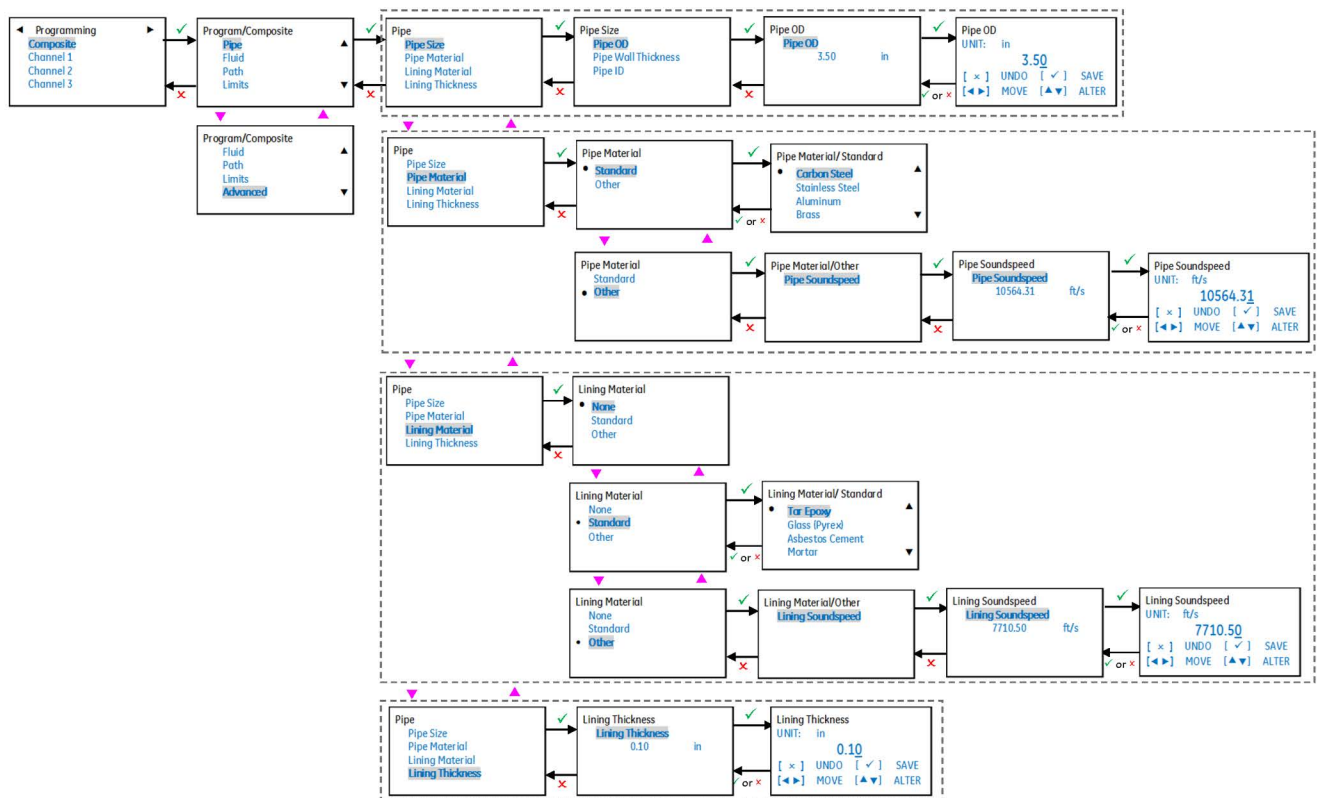 ◄ Programming ►
Composite
Channel 1
Channel 2
Channel 3
Program/Composite
Pipe ▲
Fluid
Path
Limits ▼
Pipe
Pipe Size
Pipe Material
Lining Material
Lining Thickness
Pipe Size
Pipe OD
Pipe Wall Thickness
Pipe ID
Pipe OD
Pipe OD
3.50 in
Pipe OD
UNIT: in
3.50
[ × ] UNDO [ ✓ ] SAVE
[◄ ►] MOVE [▲ ▼] ALTER
✓ or ×
Program/Composite
Fluid ▲
Path
Limits
Advanced ▼
Pipe
Pipe Size
Pipe Material
Lining Material
Lining Thickness
Pipe Material
• Standard
Other
Pipe Material/ Standard
• Carbon Steel ▲
Stainless Steel
Aluminum
Brass ▼
✓ or ×
Pipe Material
Standard
• Other
Pipe Material/Other
Pipe Soundspeed
Pipe Soundspeed
Pipe Soundspeed
10564.31 ft/s
Pipe Soundspeed
UNIT: ft/s
10564.31
[ × ] UNDO [ ✓ ] SAVE
[◄ ►] MOVE [▲ ▼] ALTER
✓ or ×
Pipe
Pipe Size
Pipe Material
Lining Material
Lining Thickness
Lining Material
• None
Standard
Other
Lining Material
None
• Standard
Other
Lining Material/ Standard
• Tar Epoxy ▲
Glass (Pyrex)
Asbestos Cement
Mortar ▼
✓ or ×
Lining Material
None
Standard
• Other
Lining Material/Other
Lining Soundspeed
Lining Soundspeed
Lining Soundspeed
7710.50 ft/s
Lining Soundspeed
UNIT: ft/s
7710.50
[ × ] UNDO [ ✓ ] SAVE
[◄ ►] MOVE [▲ ▼] ALTER
✓ or ×
Pipe
Pipe Size
Pipe Material
Lining Material
Lining Thickness
Lining Thickness
Lining Thickness
0.10 in
Lining Thickness
UNIT: in
0.10
[ × ] UNDO [ ✓ ] SAVE
[◄ ►] MOVE [▲ ▼] ALTER
✓ or ×